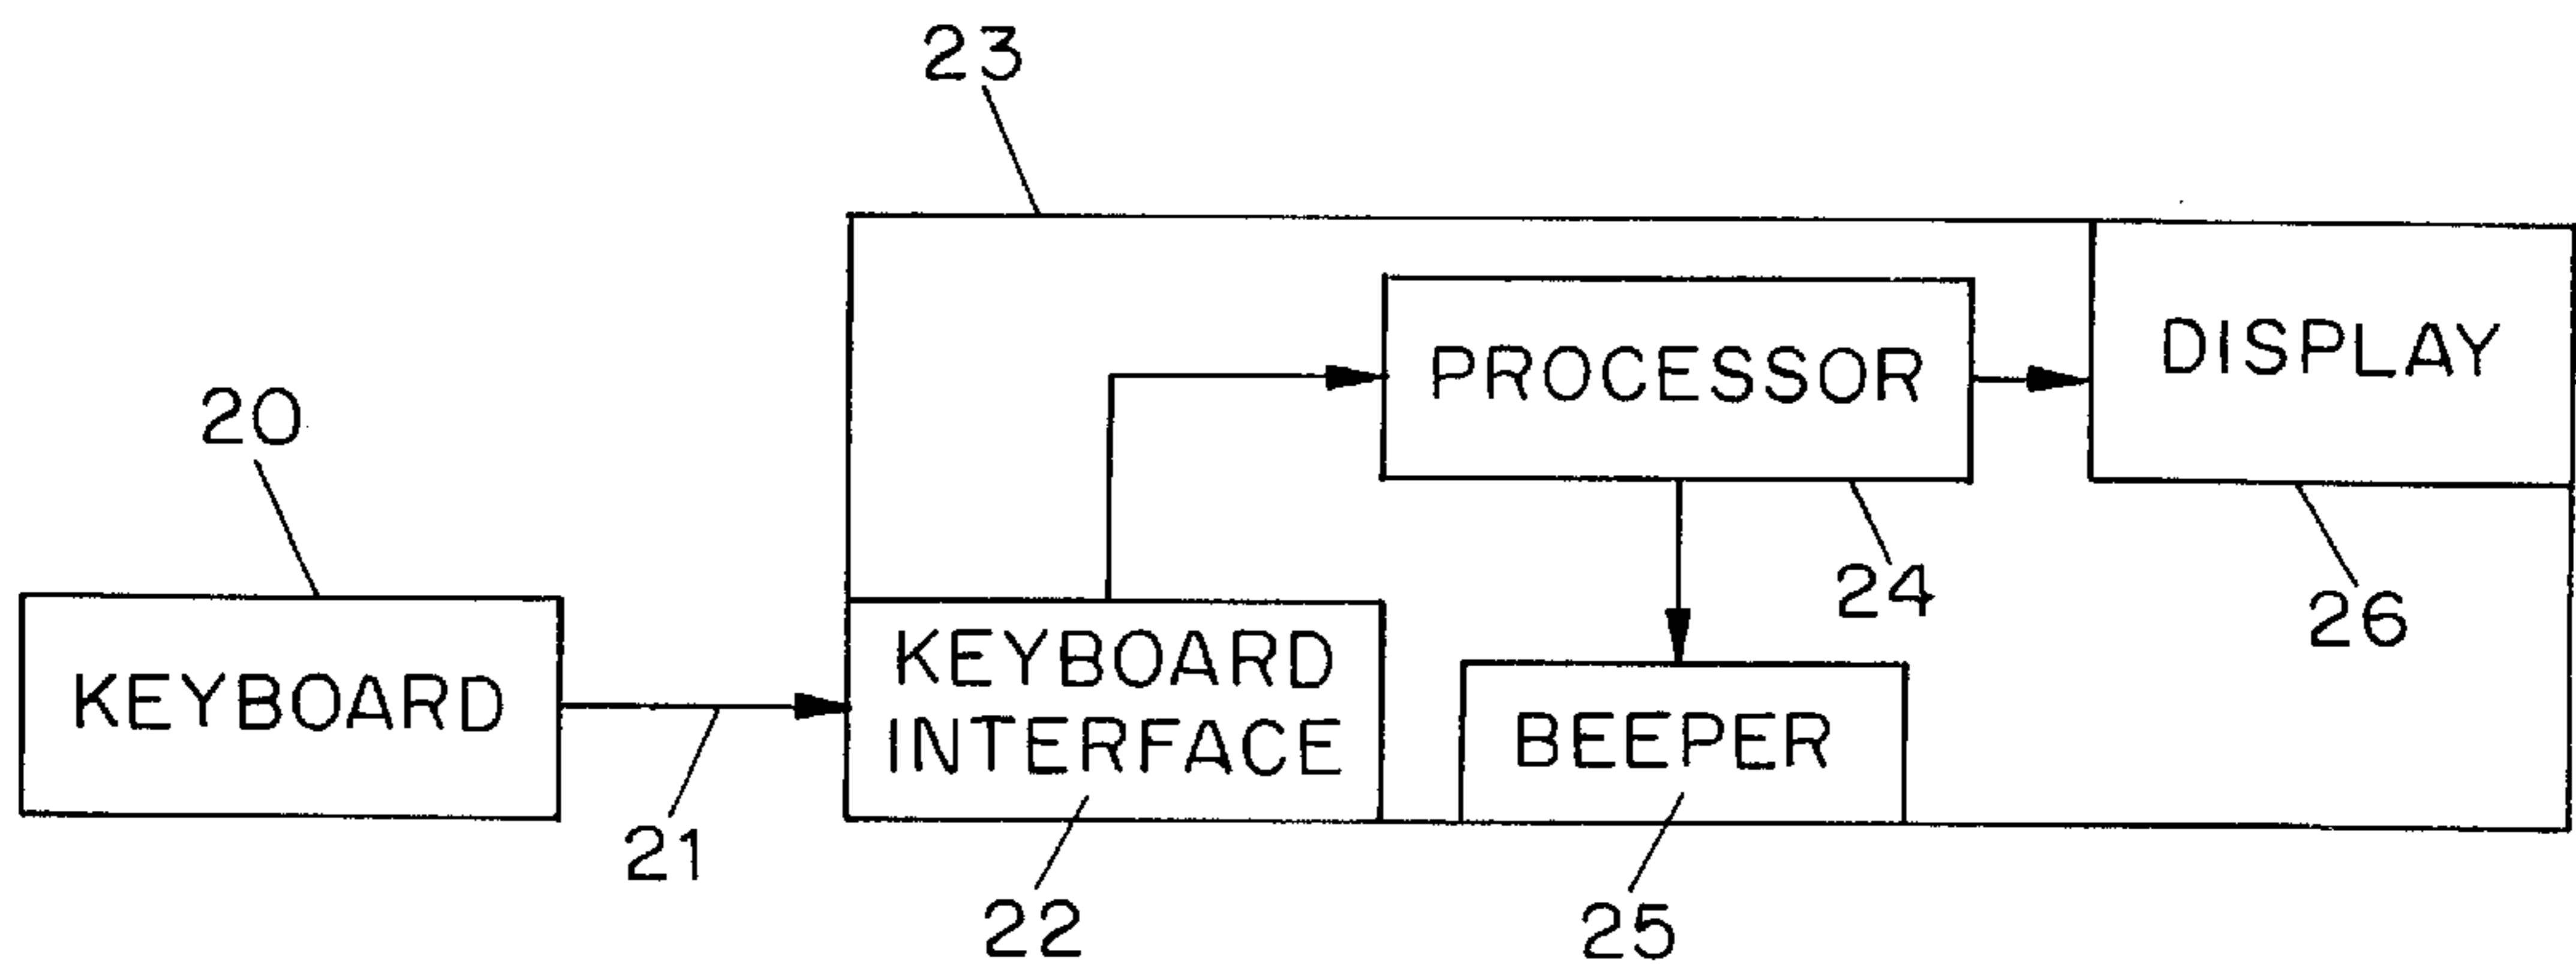 23
20
PROCESSOR
DISPLAY
24
26
KEYBOARD
21
KEYBOARD
INTERFACE
22
BEEPER
25